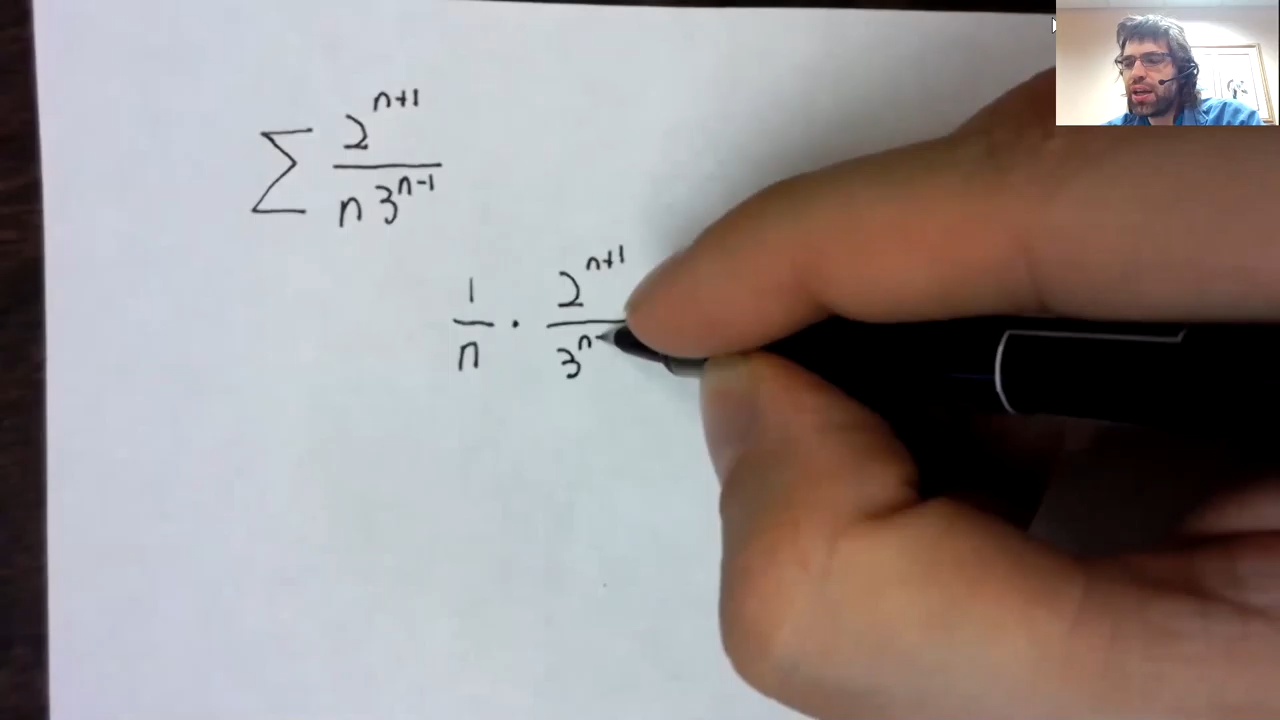 ∑ 2^{n+1} / n 3^{n-1}
1/n · 2^{n+1} / 3^{n-